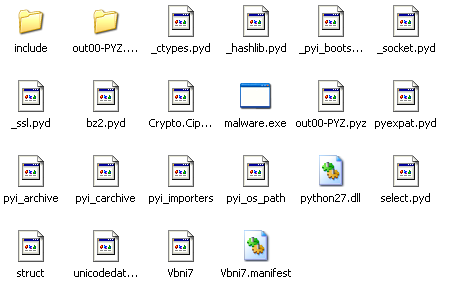 include
out00-PYZ....
_ctypes.pyd
_hashlib.pyd
_pyi_boots...
_socket.pyd
_ssl.pyd
bz2.pyd
Crypto.Cip...
malware.exe
out00-PYZ.pyz
pyexpat.pyd
pyi_archive
pyi_carchive
pyi_importers
pyi_os_path
python27.dll
select.pyd
struct
unicodedat...
Vbni7
Vbni7.manifest